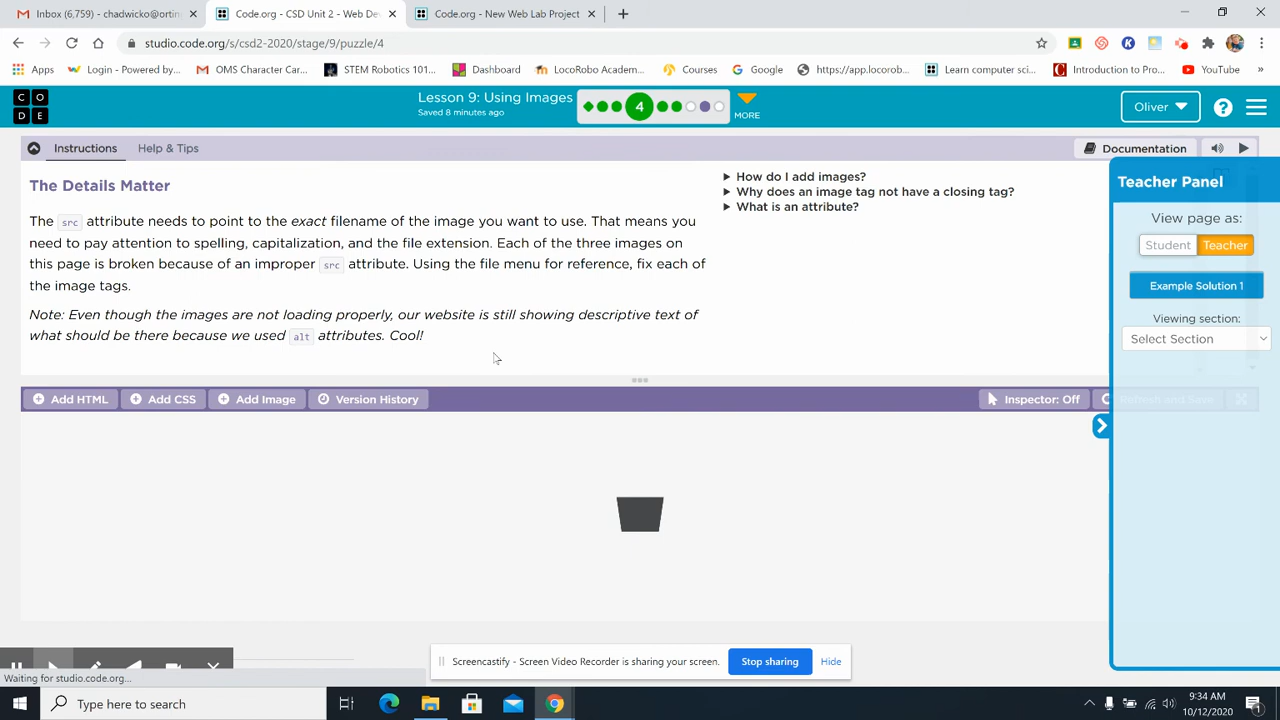 Inbox (6,759) - chadwicko@orting
Code.org - CSD Unit 2 - Web De
Code.org - New Web Lab Project
studio.code.org/s/csd2-2020/stage/9/puzzle/4
Apps
Login - Powered by...
OMS Character Car...
STEM Robotics 101...
Dashboard
LocoRobo Academ...
Courses
Google
https://app.locorob...
Learn computer sci...
Introduction to Pro...
YouTube
CODE
Lesson 9: Using Images
Saved 8 minutes ago
4
MORE
Oliver
Instructions
Help & Tips
Documentation
The Details Matter
The src attribute needs to point to the exact filename of the image you want to use. That means you
need to pay attention to spelling, capitalization, and the file extension. Each of the three images on
this page is broken because of an improper src attribute. Using the file menu for reference, fix each of
the image tags.
Note: Even though the images are not loading properly, our website is still showing descriptive text of
what should be there because we used alt attributes. Cool!
How do I add images?
Why does an image tag not have a closing tag?
What is an attribute?
Teacher Panel
View page as:
Student
Teacher
Example Solution 1
Viewing section:
Select Section
Add HTML
Add CSS
Add Image
Version History
Inspector: Off
Refresh and Save
Screencastify - Screen Video Recorder is sharing your screen.
Stop sharing
Hide
Waiting for studio.code.org...
Type here to search
9:34 AM
10/12/2020
1